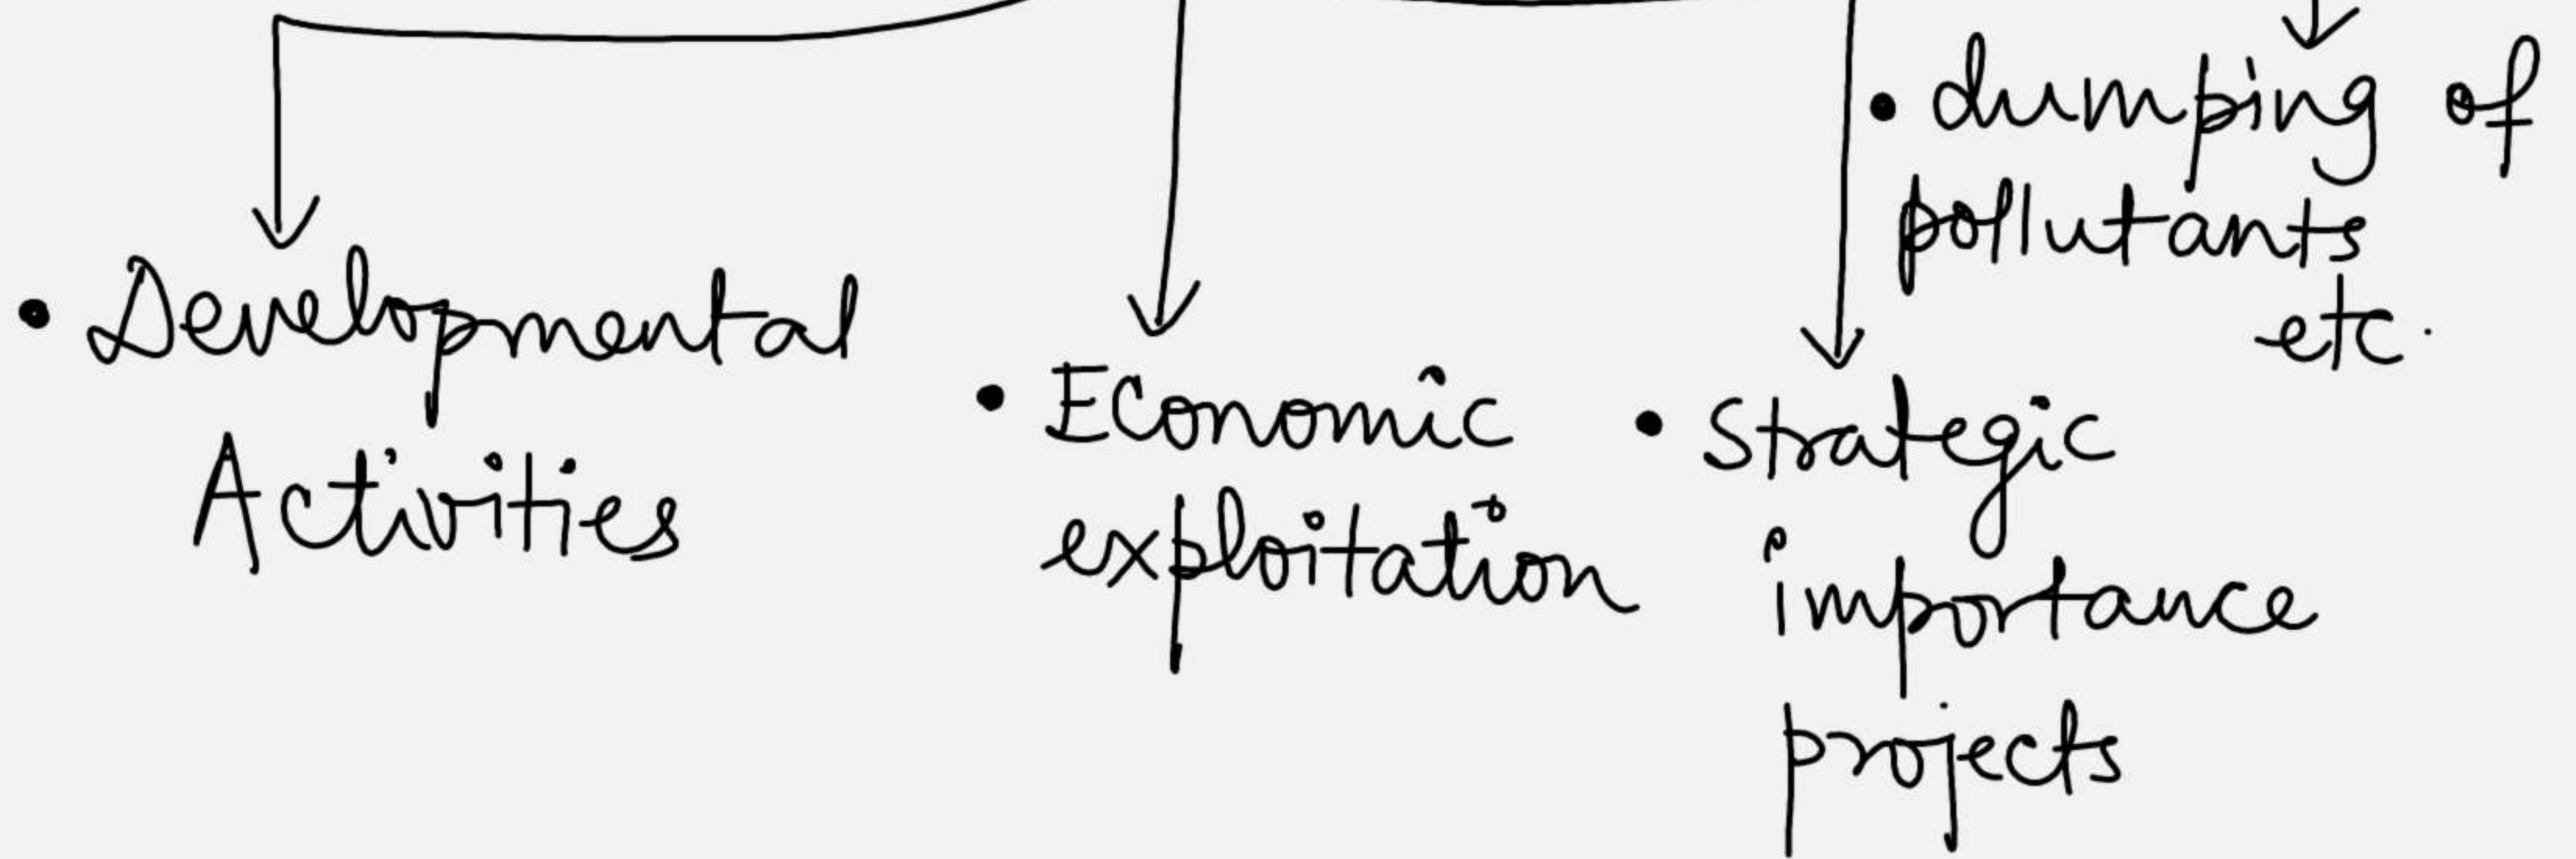 • Developmental
Activities
• Economic
exploitation
• Strategic
importance
projects
• dumping of
pollutants
etc.